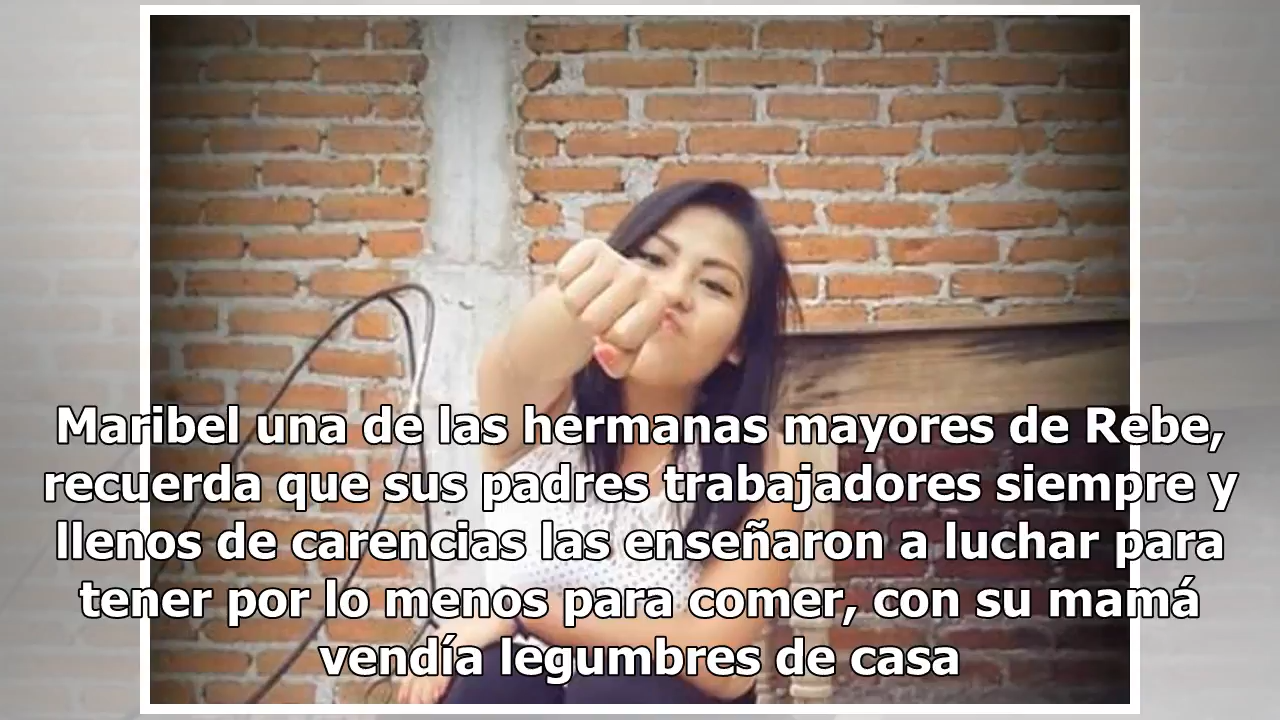 Maribel una de las hermanas mayores de Rebe,
recuerda que sus padres trabajadores siempre y
llenos de carencias las enseñaron a luchar para
tener por lo menos para comer, con su mamá
vendía legumbres de casa